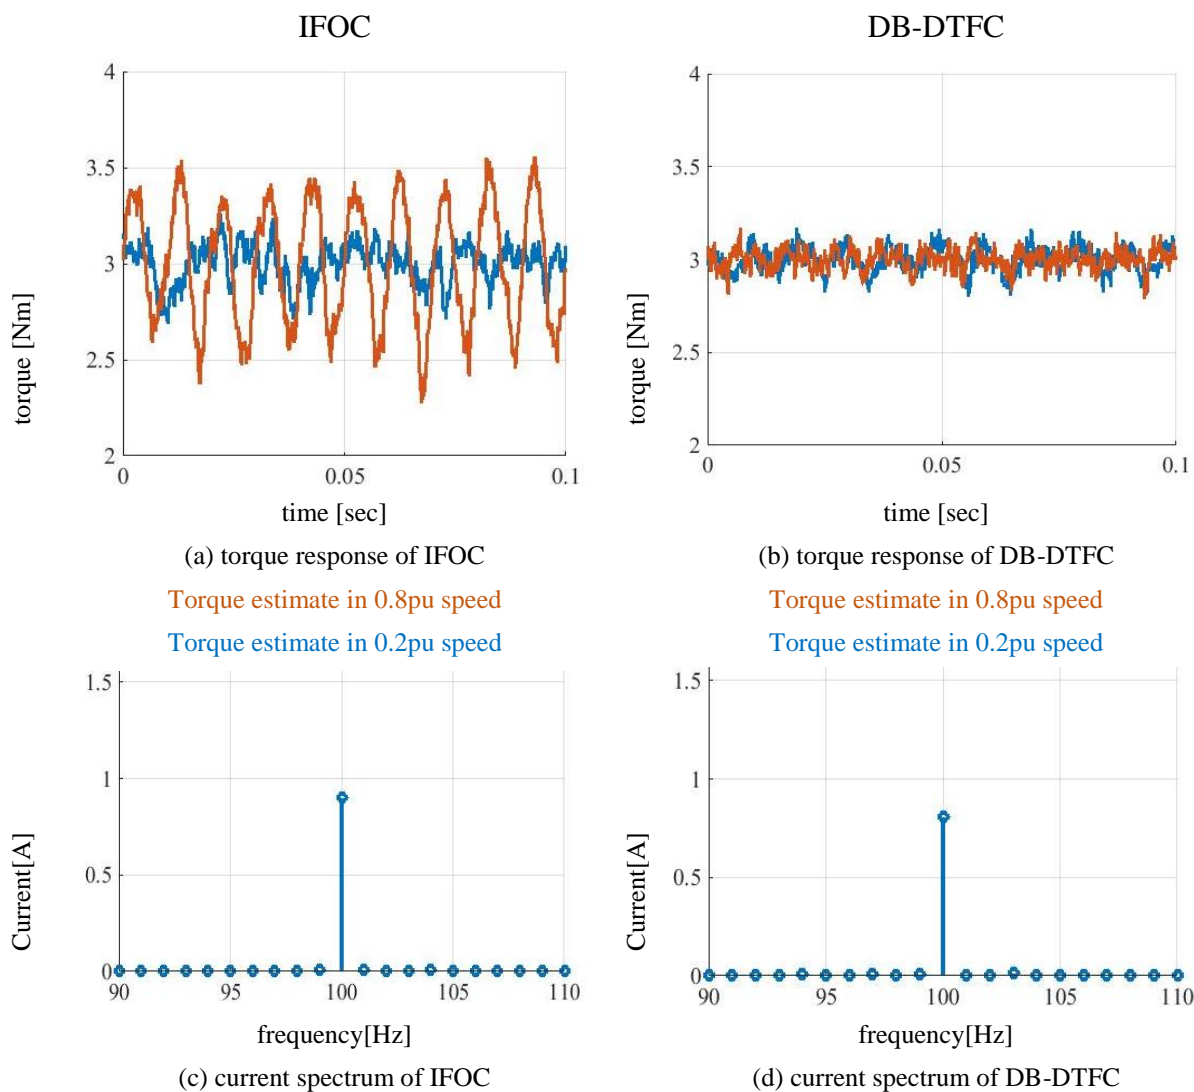 IFOC
DB-DTFC
4
3.5
3
2.5
2
0
0.05
0.1
torque [Nm]
time [sec]
(a) torque response of IFOC
4
3.5
3
2.5
2
0
0.05
0.1
torque [Nm]
time [sec]
(b) torque response of DB-DTFC
Torque estimate in 0.8pu speed
Torque estimate in 0.2pu speed
Torque estimate in 0.8pu speed
Torque estimate in 0.2pu speed
1.5
1
0.5
0
90
95
100
105
110
Current[A]
frequency[Hz]
(c) current spectrum of IFOC
1.5
1
0.5
0
90
95
100
105
110
Current[A]
frequency[Hz]
(d) current spectrum of DB-DTFC